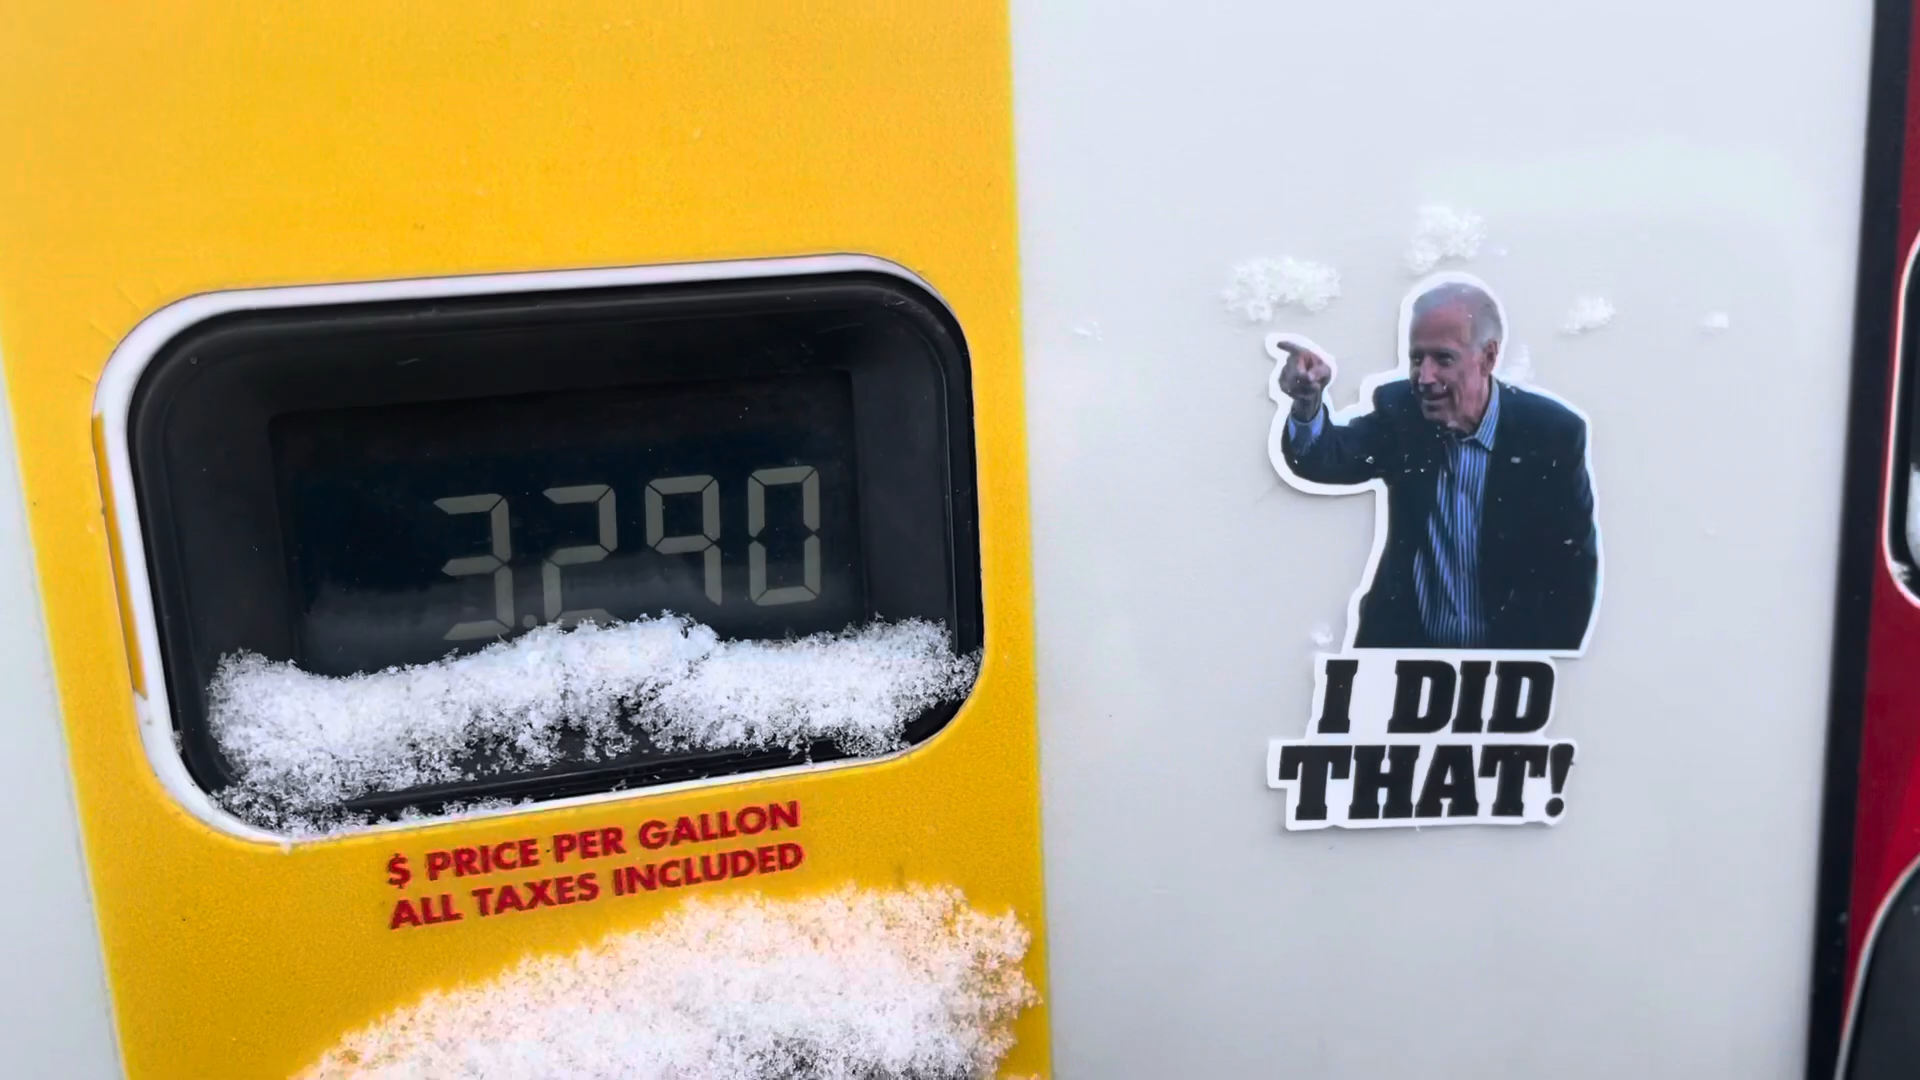 3.290
$ PRICE PER GALLON
ALL TAXES INCLUDED
I DID
THAT!